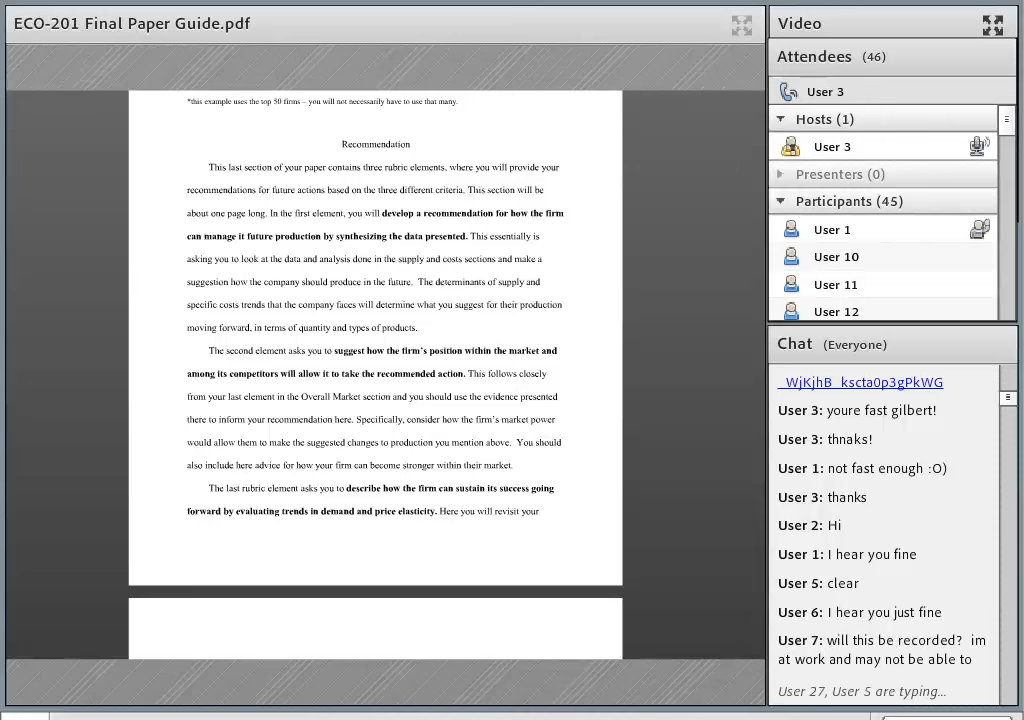 ECO-201 Final Paper Guide.pdf
*this example uses the top 50 firms – you will not necessarily have to use that many.
Recommendation
This last section of your paper contains three rubric elements, where you will provide your
recommendations for future actions based on the three different criteria. This section will be
about one page long. In the first element, you will develop a recommendation for how the firm
can manage it future production by synthesizing the data presented. This essentially is
asking you to look at the data and analysis done in the supply and costs sections and make a
suggestion how the company should produce in the future.  The determinants of supply and
specific costs trends that the company faces will determine what you suggest for their production
moving forward, in terms of quantity and types of products.
The second element asks you to suggest how the firm's position within the market and
among its competitors will allow it to take the recommended action. This follows closely
from your last element in the Overall Market section and you should use the evidence presented
there to inform your recommendation here. Specifically, consider how the firm's market power
would allow them to make the suggested changes to production you mention above.  You should
also include here advice for how your firm can become stronger within their market.
The last rubric element asks you to describe how the firm can sustain its success going
forward by evaluating trends in demand and price elasticity. Here you will revisit your
Video
Attendees (46)
User 3
Hosts (1)
User 3
Presenters (0)
Participants (45)
User 1
User 10
User 11
User 12
Chat (Everyone)
_WjKjhB_kscta0p3gPkWG
User 3: youre fast gilbert!
User 3: thnaks!
User 1: not fast enough :O)
User 3: thanks
User 2: Hi
User 1: I hear you fine
User 5: clear
User 6: I hear you just fine
User 7: will this be recorded?  im
at work and may not be able to
User 27, User 5 are typing...